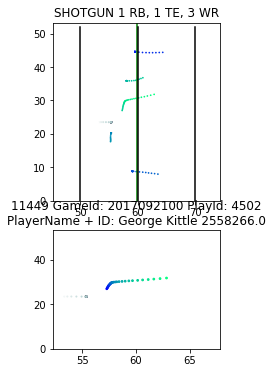 SHOTGUN 1 RB, 1 TE, 3 WR
50
40
30
20
10
0
50 60 70
11449 GameId: 2017092100 PlayId: 4502
PlayerName + ID: George Kittle 2558266.0
40
20
0
55 60 65